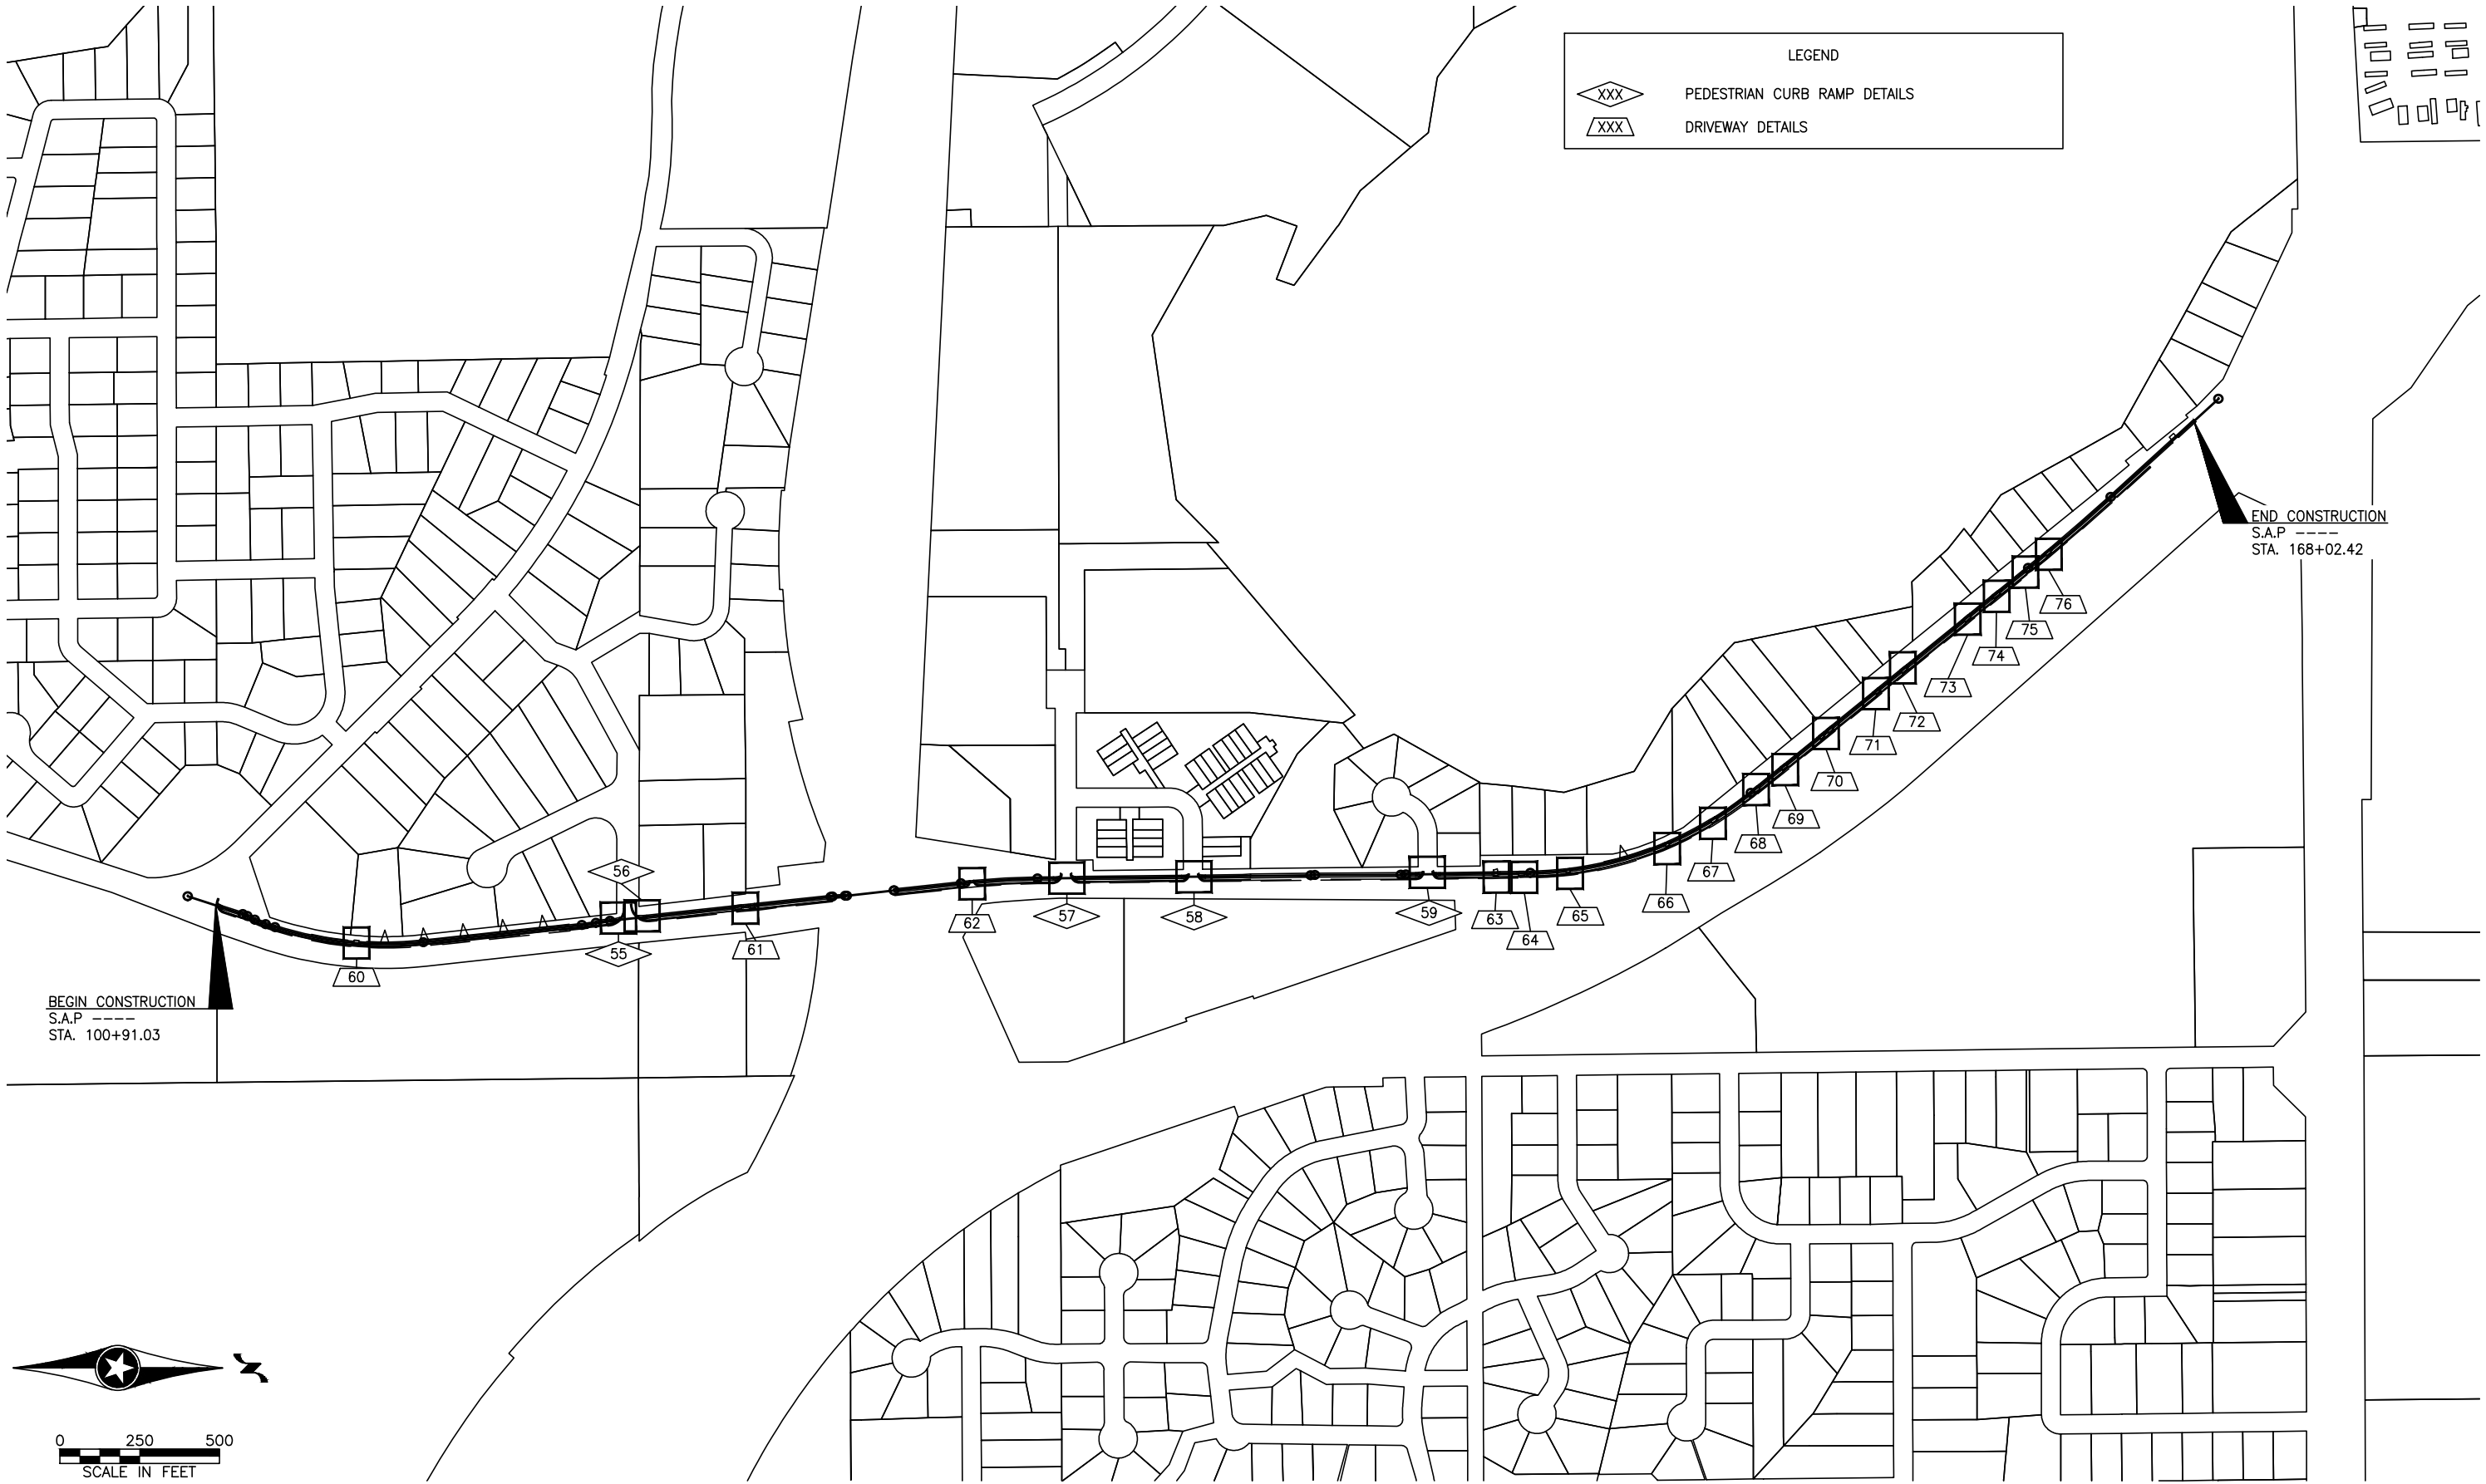 LEGEND
XXX PEDESTRIAN CURB RAMP DETAILS
XXX DRIVEWAY DETAILS
END CONSTRUCTION
S.A.P ----
STA. 168+02.42
76
75
74
73
72
71
70
69
68
67
66
65
64
63
59
58
57
62
61
56
55
60
BEGIN CONSTRUCTION
S.A.P ----
STA. 100+91.03
N
0 250 500
SCALE IN FEET